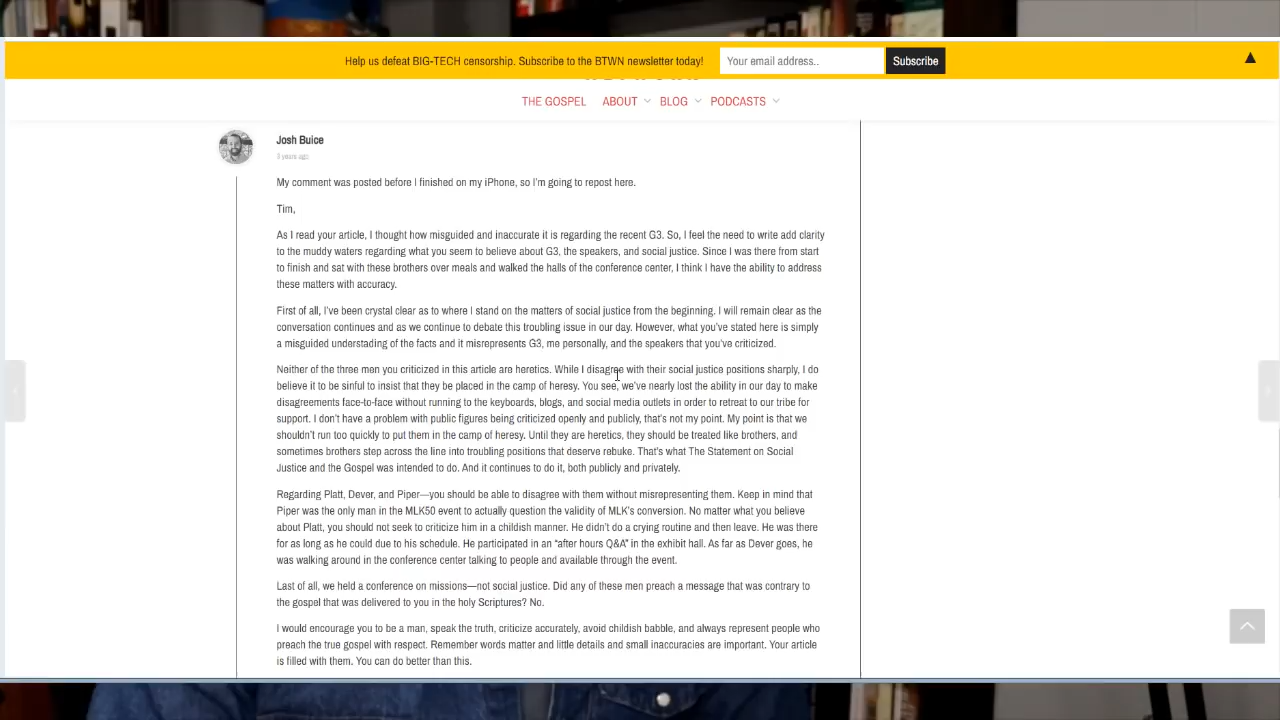 Help us defeat BIG-TECH censorship. Subscribe to the BTWN newsletter today!
Your email address..
Subscribe
THE GOSPEL
ABOUT
BLOG
PODCASTS
Josh Buice
3 years ago
My comment was posted before I finished on my iPhone, so I'm going to repost here.
Tim,
As I read your article, I thought how misguided and inaccurate it is regarding the recent G3. So, I feel the need to write add clarity
to the muddy waters regarding what you seem to believe about G3, the speakers, and social justice. Since I was there from start
to finish and sat with these brothers over meals and walked the halls of the conference center, I think I have the ability to address
these matters with accuracy.
First of all, I've been crystal clear as to where I stand on the matters of social justice from the beginning. I will remain clear as the
conversation continues and as we continue to debate this troubling issue in our day. However, what you've stated here is simply
a misguided understading of the facts and it misrepresents G3, me personally, and the speakers that you've criticized.
Neither of the three men you criticized in this article are heretics. While I disagree with their social justice positions sharply, I do
believe it to be sinful to insist that they be placed in the camp of heresy. You see, we've nearly lost the ability in our day to make
disagreements face-to-face without running to the keyboards, blogs, and social media outlets in order to retreat to our tribe for
support. I don't have a problem with public figures being criticized openly and publicly, that's not my point. My point is that we
shouldn't run too quickly to put them in the camp of heresy. Until they are heretics, they should be treated like brothers, and
sometimes brothers step across the line into troubling positions that deserve rebuke. That's what The Statement on Social
Justice and the Gospel was intended to do. And it continues to do it, both publicly and privately.
Regarding Platt, Dever, and Piper—you should be able to disagree with them without misrepresenting them. Keep in mind that
Piper was the only man in the MLK50 event to actually question the validity of MLK's conversion. No matter what you believe
about Platt, you should not seek to criticize him in a childish manner. He didn't do a crying routine and then leave. He was there
for as long as he could due to his schedule. He participated in an "after hours Q&A" in the exhibit hall. As far as Dever goes, he
was walking around in the conference center talking to people and available through the event.
Last of all, we held a conference on missions—not social justice. Did any of these men preach a message that was contrary to
the gospel that was delivered to you in the holy Scriptures? No.
I would encourage you to be a man, speak the truth, criticize accurately, avoid childish babble, and always represent people who
preach the true gospel with respect. Remember words matter and little details and small inaccuracies are important. Your article
is filled with them. You can do better than this.